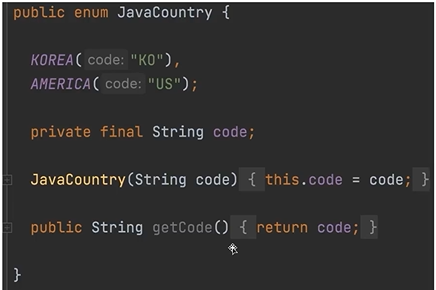 public enum JavaCountry {
KOREA( code: "KO"),
AMERICA( code: "US");
private final String code;
JavaCountry(String code) { this.code = code; }
public String getCode() { return code; }
}